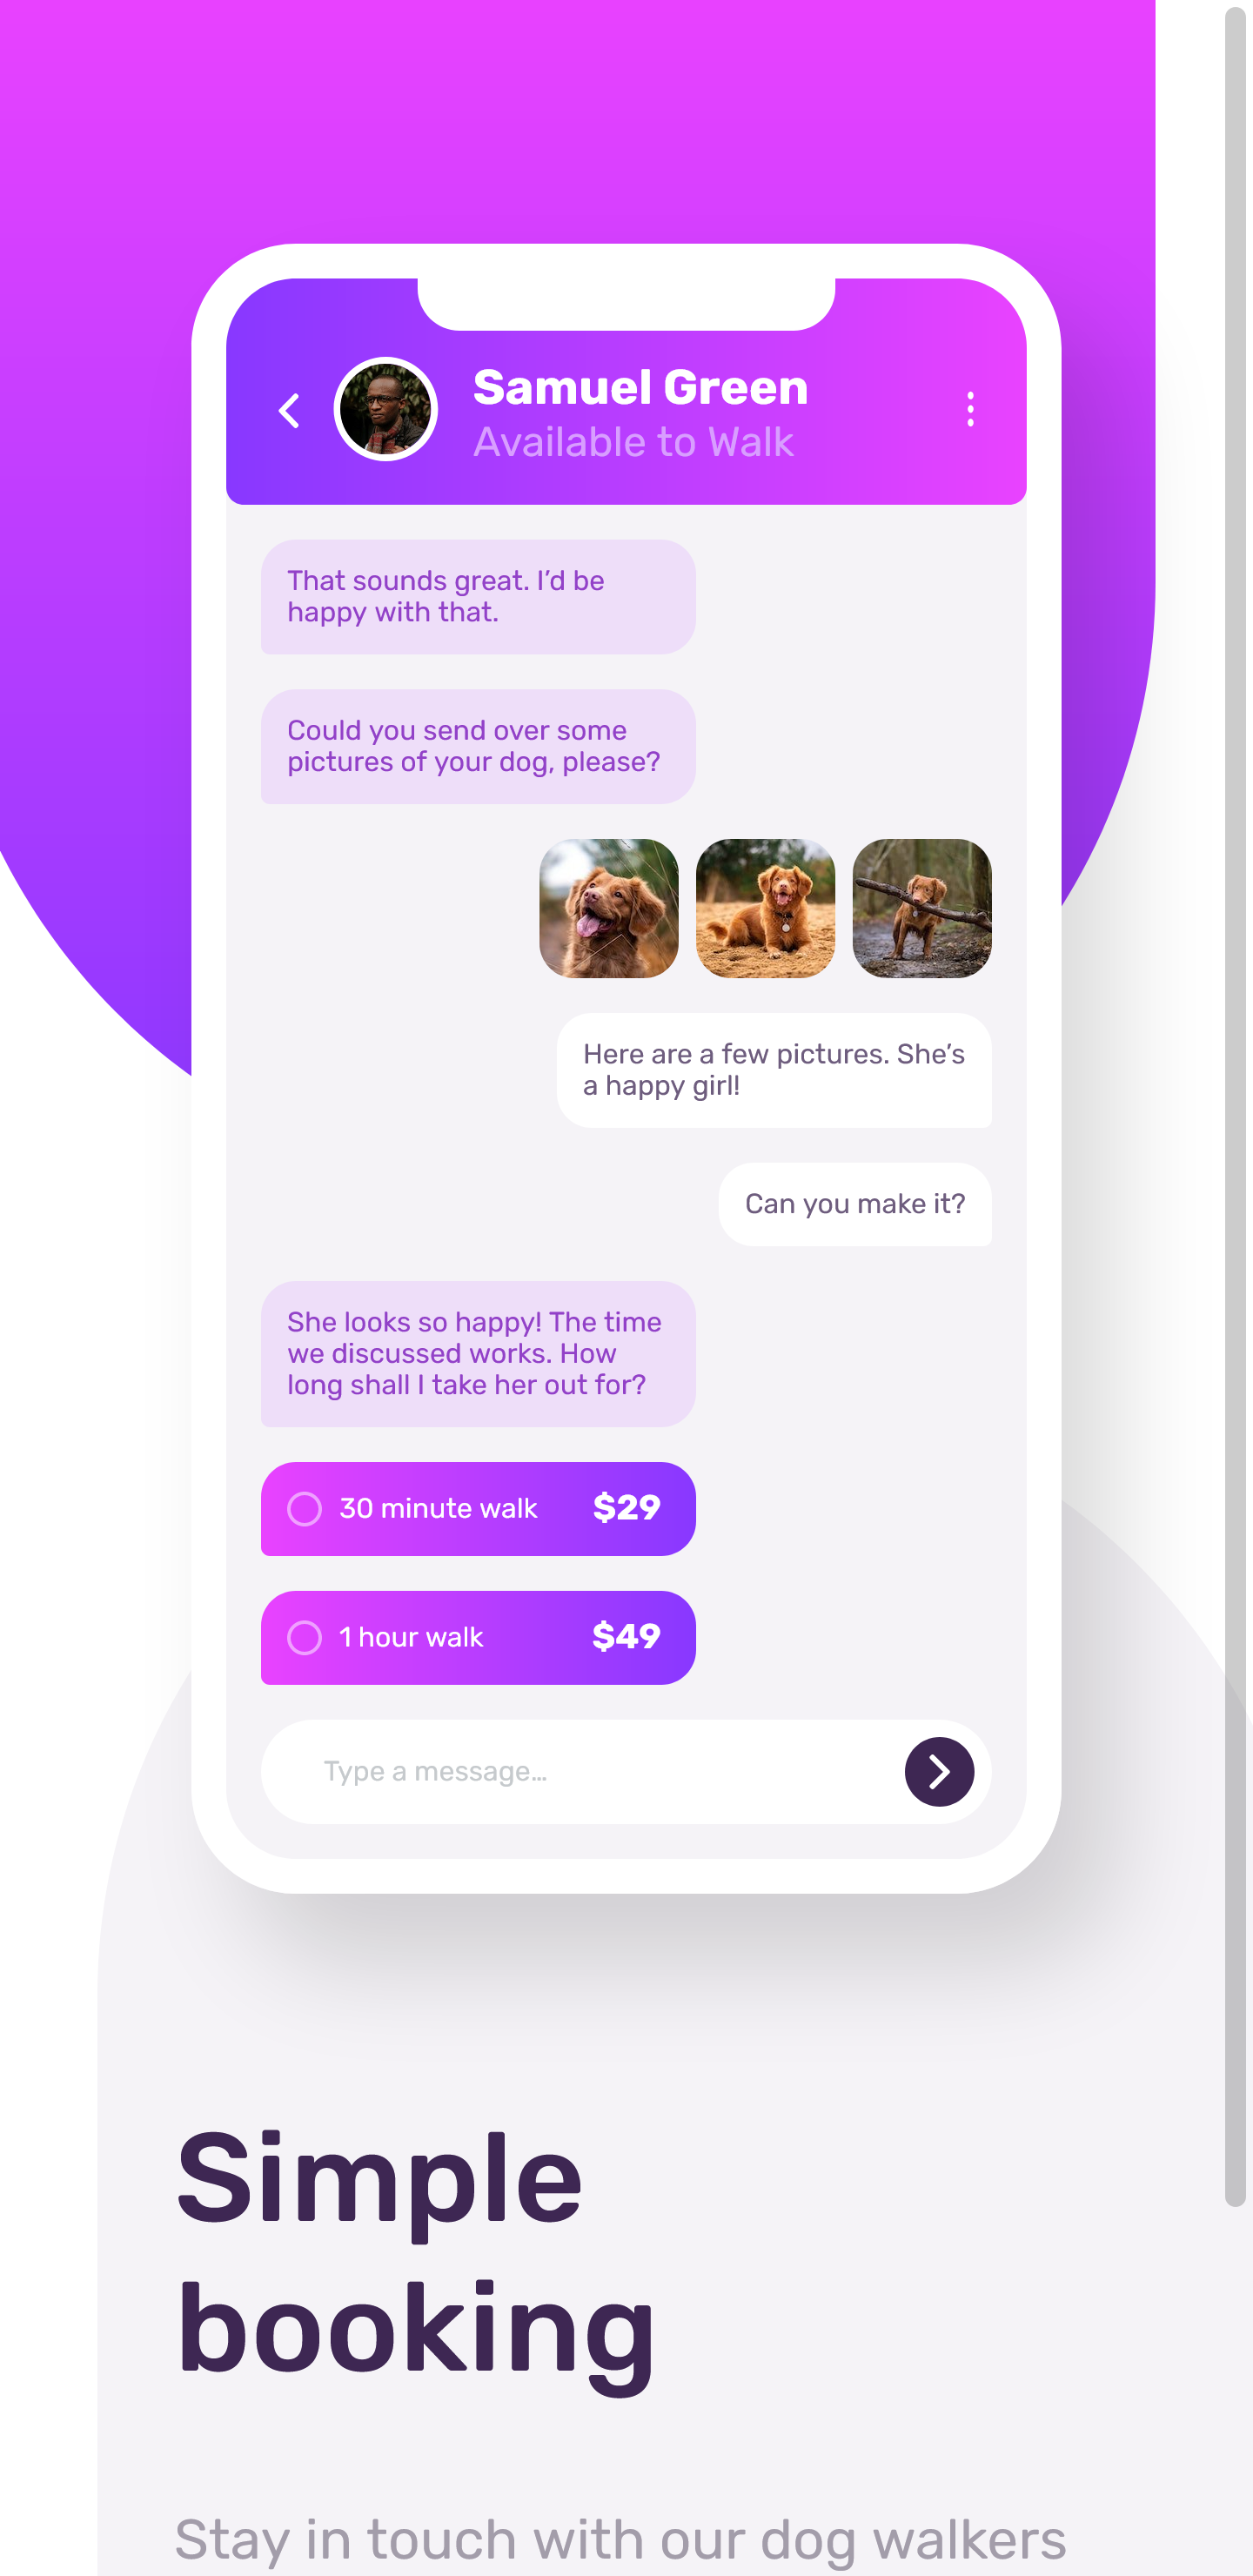 Samuel Green
Available to Walk
That sounds great. I’d be
happy with that.
Could you send over some
pictures of your dog, please?
Here are a few pictures. She’s
a happy girl!
Can you make it?
She looks so happy! The time
we discussed works. How
long shall I take her out for?
30 minute walk $29
1 hour walk $49
Type a message…
Simple
booking
Stay in touch with our dog walkers